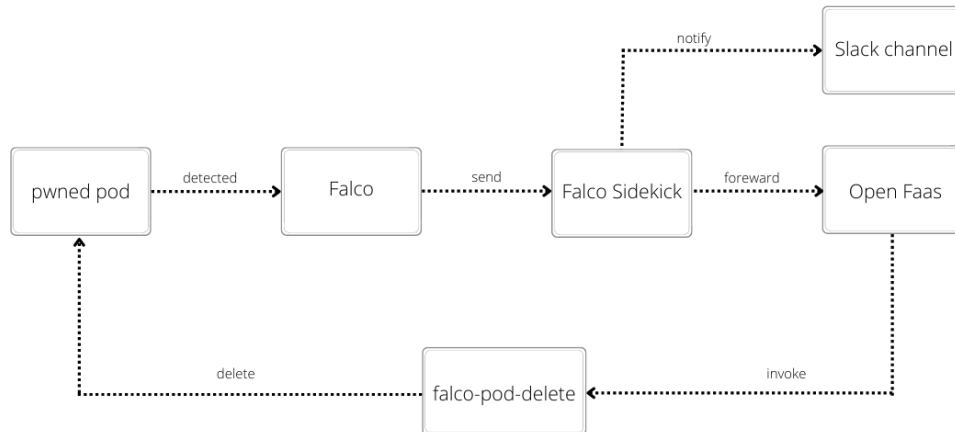 notify
Slack channel
pwned pod
detected
Falco
send
Falco Sidekick
foreward
Open Faas
delete
falco-pod-delete
invoke